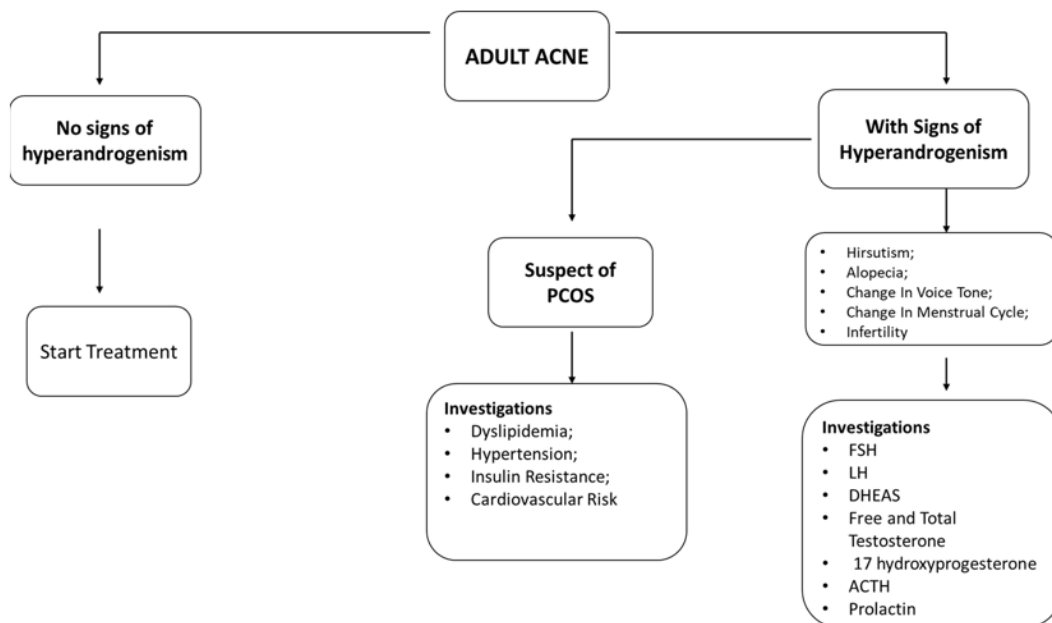 ADULT ACNE
No signs of
hyperandrogenism
Start Treatment
With Signs of
Hyperandrogenism
Suspect of
PCOS
Investigations
• Dyslipidemia;
• Hypertension;
• Insulin Resistance;
• Cardiovascular Risk
• Hirsutism;
• Alopecia;
• Change In Voice Tone;
• Change In Menstrual Cycle;
• Infertility
Investigations
• FSH
• LH
• DHEAS
• Free and Total
Testosterone
• 17 hydroxyprogesterone
• ACTH
• Prolactin